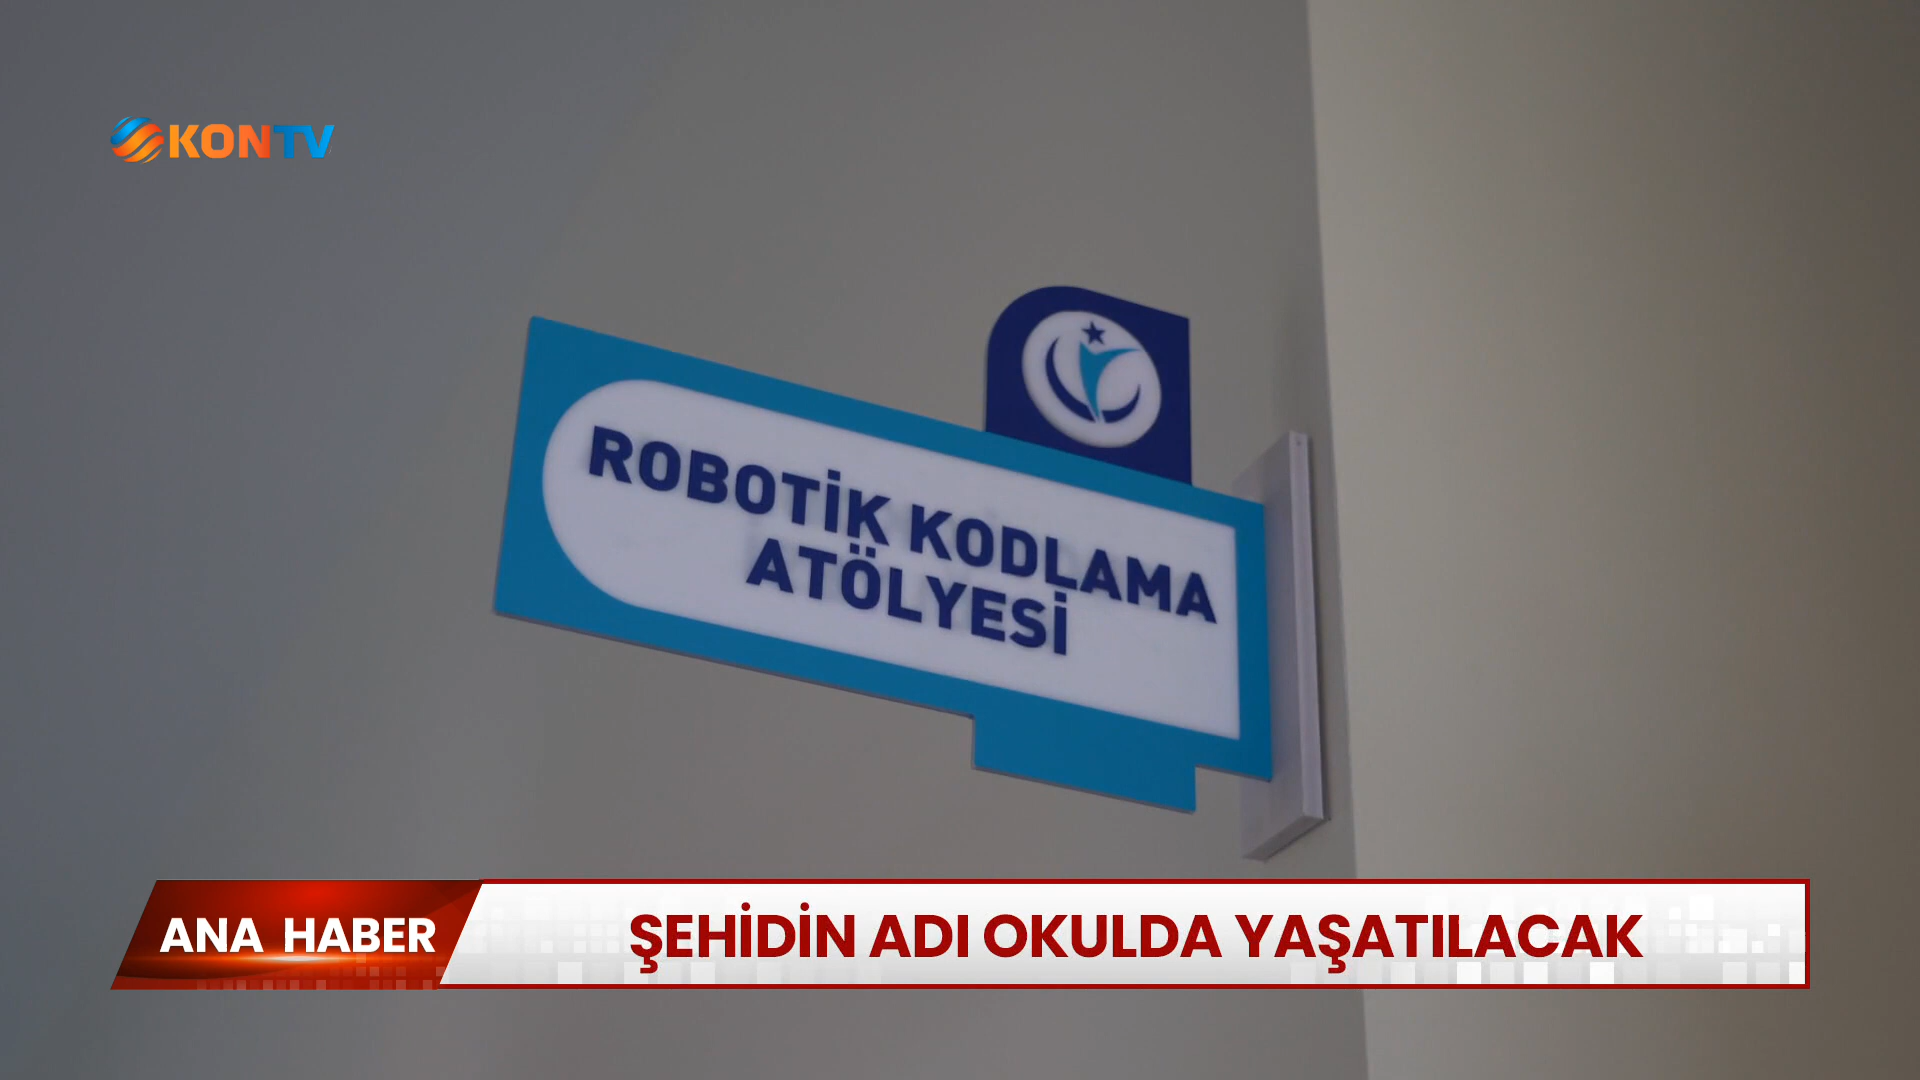 KONTV
ROBOTİK KODLAMA
ATÖLYESİ
ANA HABER
ŞEHİDİN ADI OKULDA YAŞATILACAK